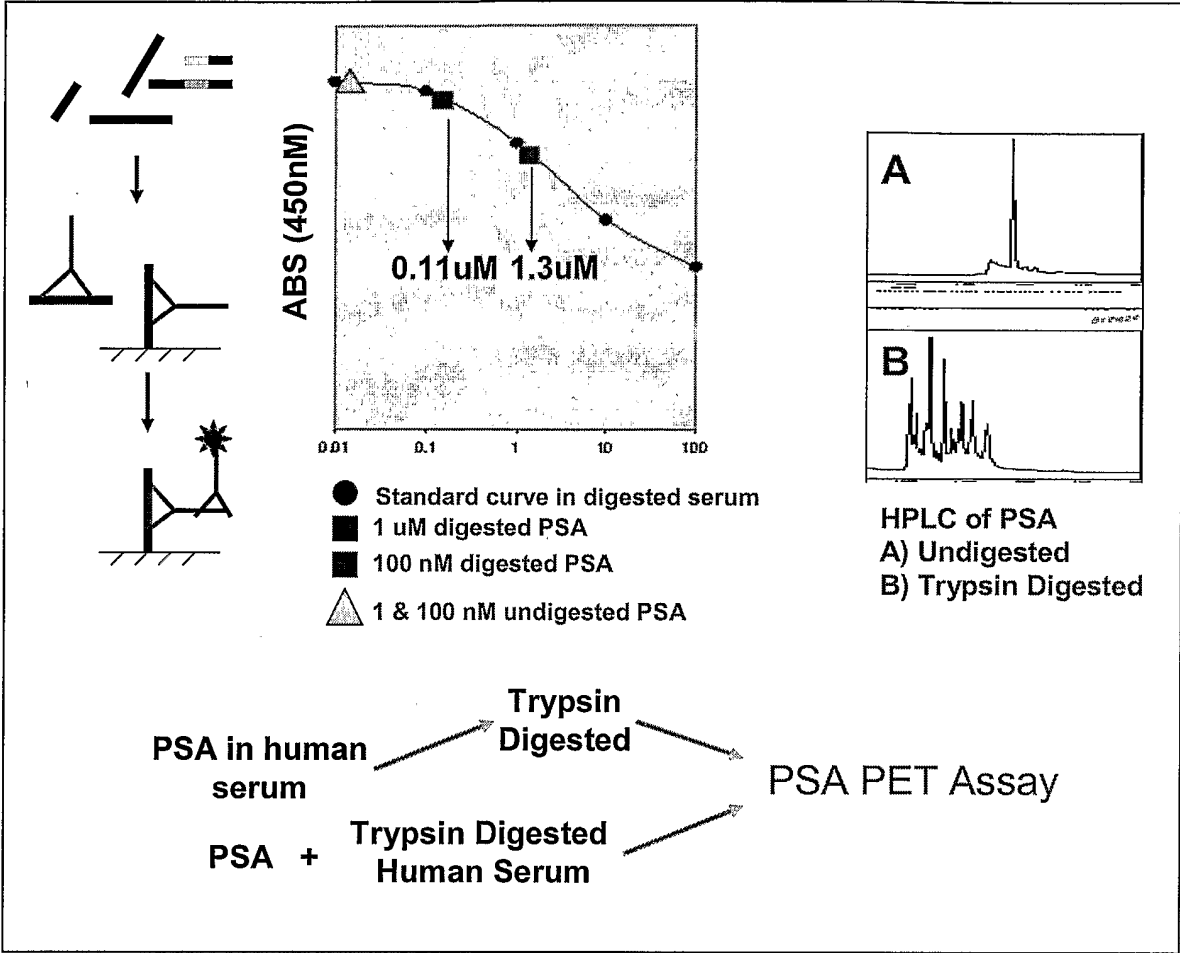 ABS (450nM)
0.11uM 1.3uM
0.01 0.1 1 10 100
Standard curve in digested serum
1 uM digested PSA
100 nM digested PSA
1 & 100 nM undigested PSA
A
B
HPLC of PSA
A) Undigested
B) Trypsin Digested
PSA in human
serum
Trypsin
Digested
PSA + Trypsin Digested
Human Serum
PSA PET Assay